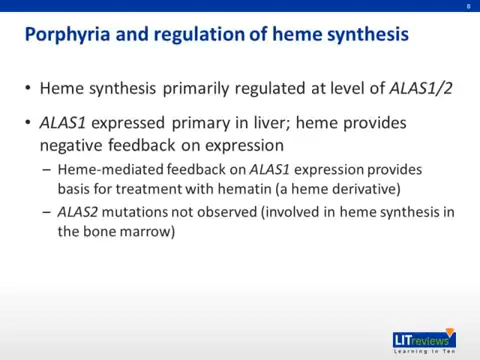 8
Porphyria and regulation of heme synthesis
• Heme synthesis primarily regulated at level of ALAS1/2
• ALAS1 expressed primary in liver; heme provides
negative feedback on expression
– Heme-mediated feedback on ALAS1 expression provides
basis for treatment with hematin (a heme derivative)
– ALAS2 mutations not observed (involved in heme synthesis in
the bone marrow)
LITreviews
Learning in Ten